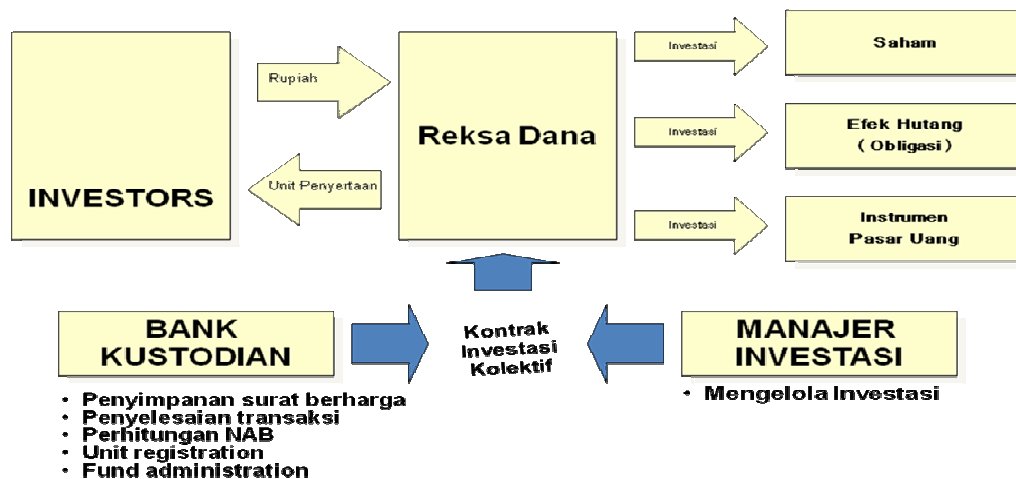 INVESTORS
Rupiah
Unit Penyertaan
Reksa Dana
Investasi
Saham
Investasi
Efek Hutang
( Obligasi )
Investasi
Instrumen
Pasar Uang
BANK
KUSTODIAN
• Penyimpanan surat berharga
• Penyelesaian transaksi
• Perhitungan NAB
• Unit registration
• Fund administration
Kontrak
Investasi
Kolektif
MANAJER
INVESTASI
• Mengelola Investasi